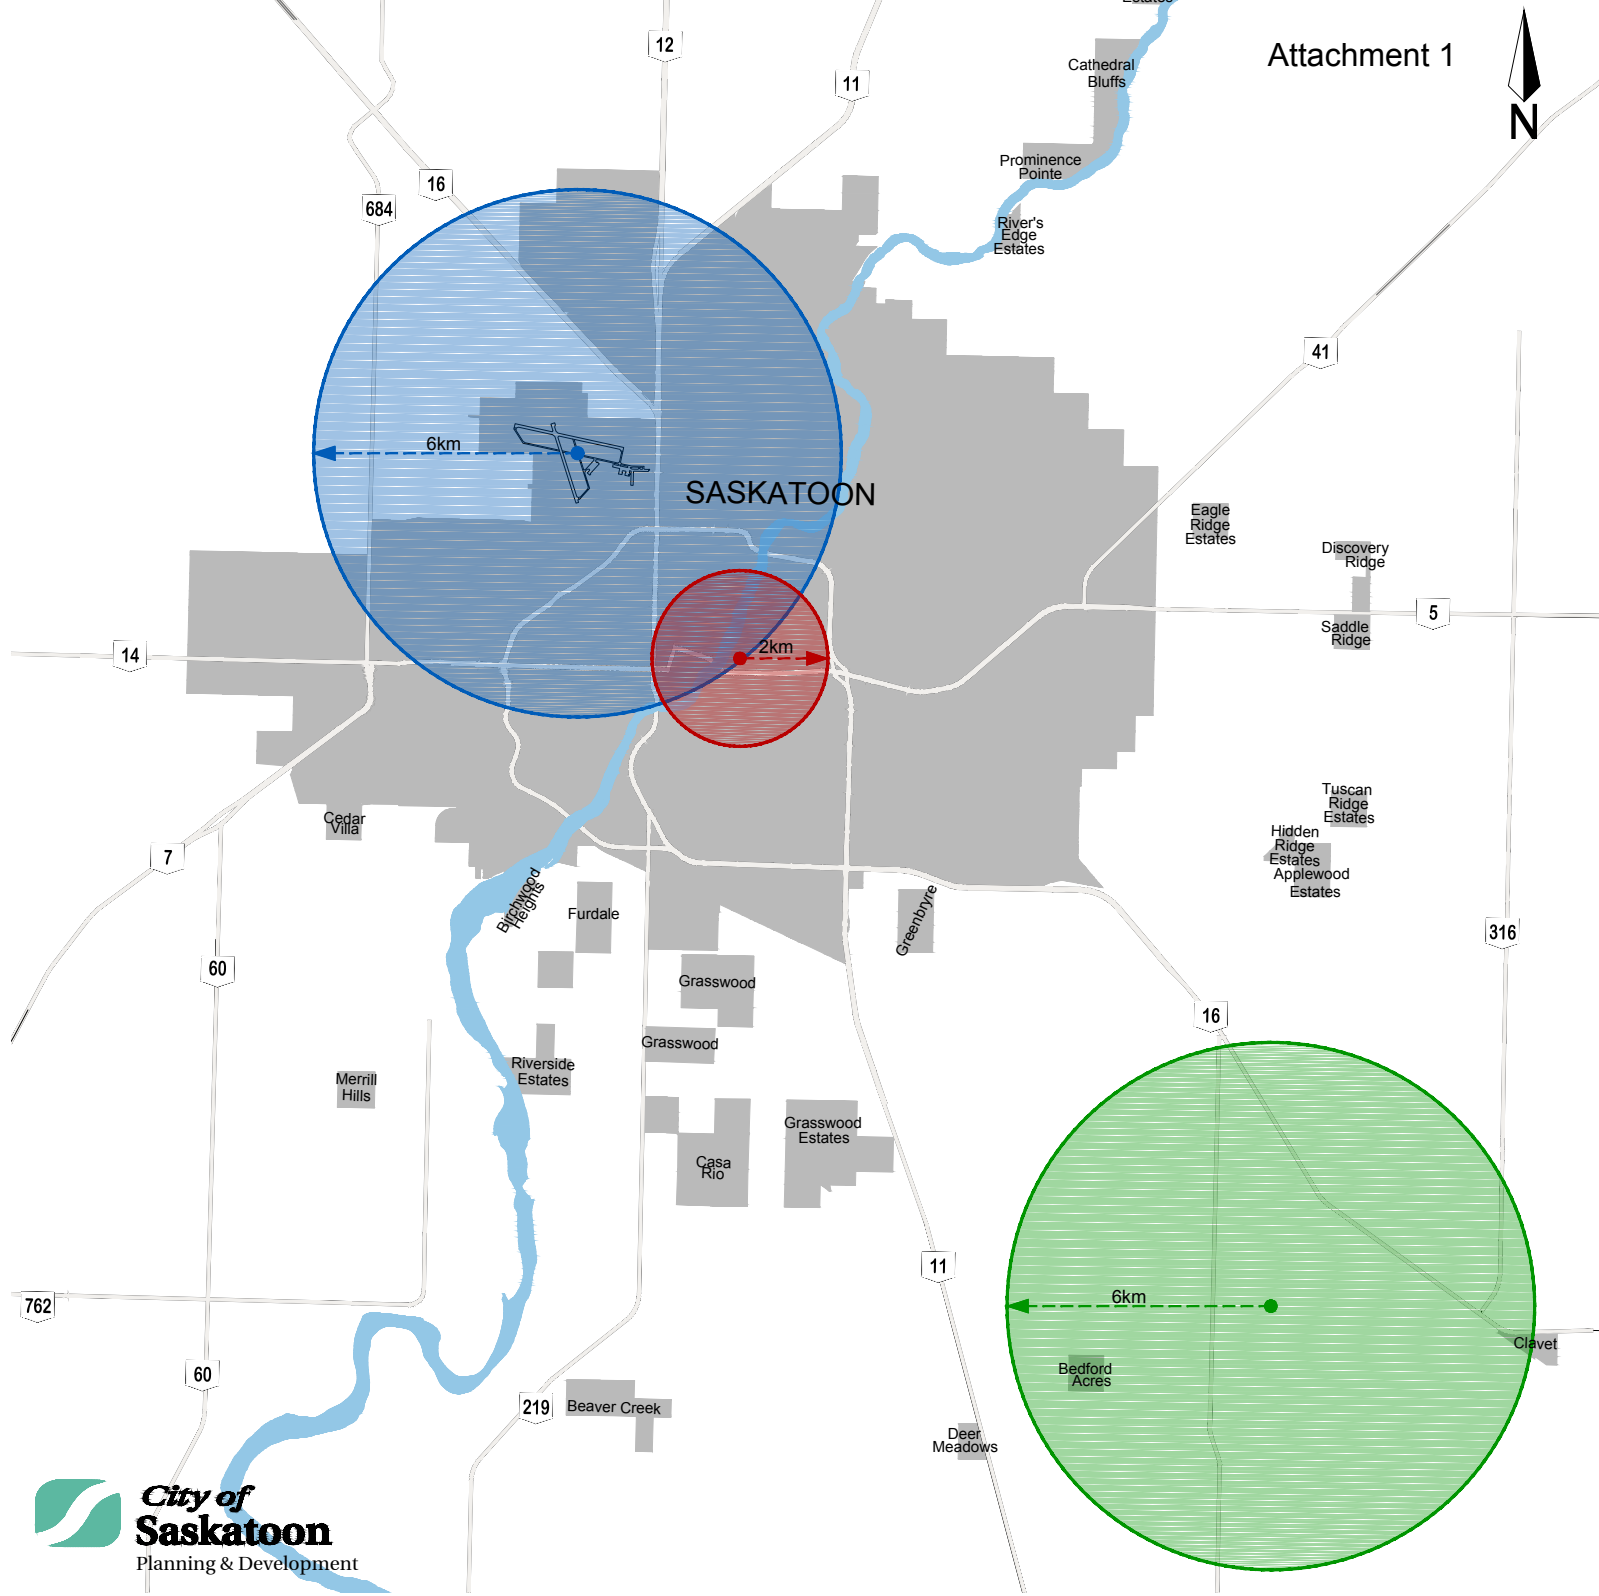 Estates
Attachment 1
N
12
11
Cathedral
Bluffs
Prominence
Pointe
16
684
River's
Edge
Estates
41
6km
SASKATOON
Eagle
Ridge
Estates
Discovery
Ridge
5
Saddle
Ridge
14
2km
Tuscan
Ridge
Estates
Cedar
Villa
Hidden
Ridge
Estates
Applewood
Estates
7
Birchwood
Heights
Furdale
Greenbryre
316
60
Grasswood
16
Grasswood
Riverside
Estates
Merrill
Hills
Grasswood
Estates
Casa
Rio
11
762
6km
Clavet
60
Bedford
Acres
219
Beaver Creek
Deer
Meadows
City of
Saskatoon
Planning & Development